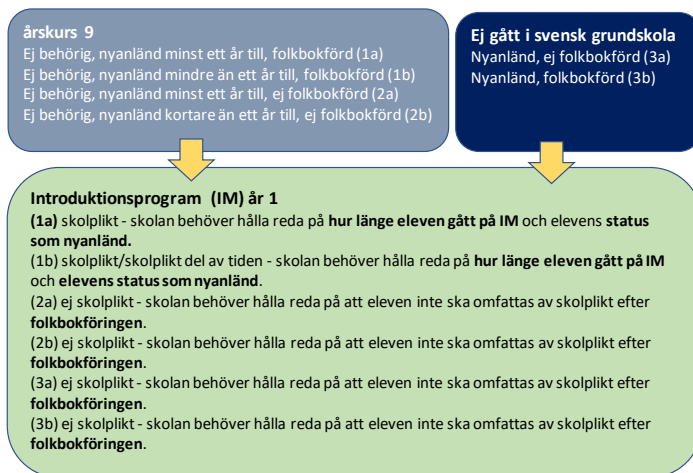 årskurs 9
Ej behörig, nyanländ minst ett år till, folkbokförd (1a)
Ej behörig, nyanländ mindre än ett år till, folkbokförd (1b)
Ej behörig, nyanländ minst ett år till, ej folkbokförd (2a)
Ej behörig, nyanländ kortare än ett år till, ej folkbokförd (2b)
Ej gått i svensk grundskola
Nyanländ, ej folkbokförd (3a)
Nyanländ, folkbokförd (3b)
Introduktionsprogram (IM) år 1
(1a) skolplikt - skolan behöver hålla reda på hur länge eleven gått på IM och elevens status
som nyanländ.
(1b) skolplikt/skolplikt del av tiden - skolan behöver hålla reda på hur länge eleven gått på IM
och elevens status som nyanländ.
(2a) ej skolplikt - skolan behöver hålla reda på att eleven inte ska omfattas av skolplikt efter
folkbokföringen.
(2b) ej skolplikt - skolan behöver hålla reda på att eleven inte ska omfattas av skolplikt efter
folkbokföringen.
(3a) ej skolplikt - skolan behöver hålla reda på att eleven inte ska omfattas av skolplikt efter
folkbokföringen.
(3b) ej skolplikt - skolan behöver hålla reda på att eleven inte ska omfattas av skolplikt efter
folkbokföringen.